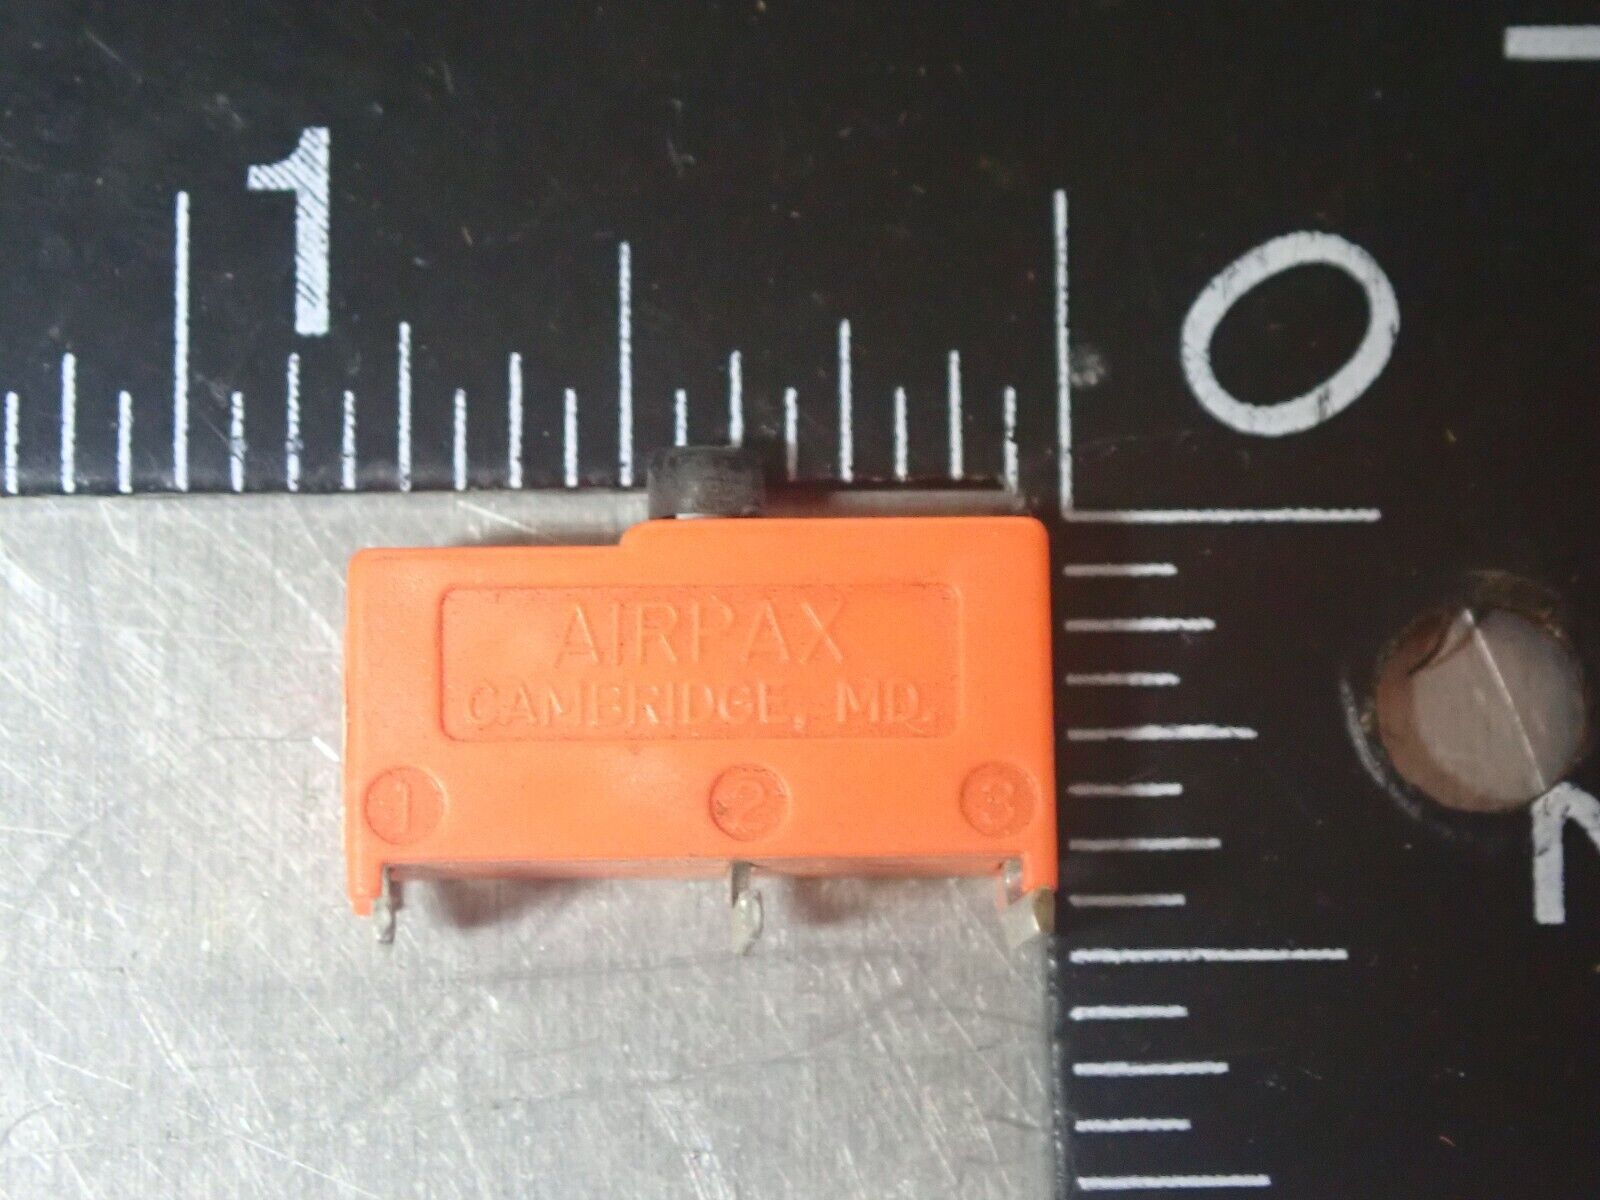 1
0
AIRPAX
CAMBRIDGE, MD.
1 2 3